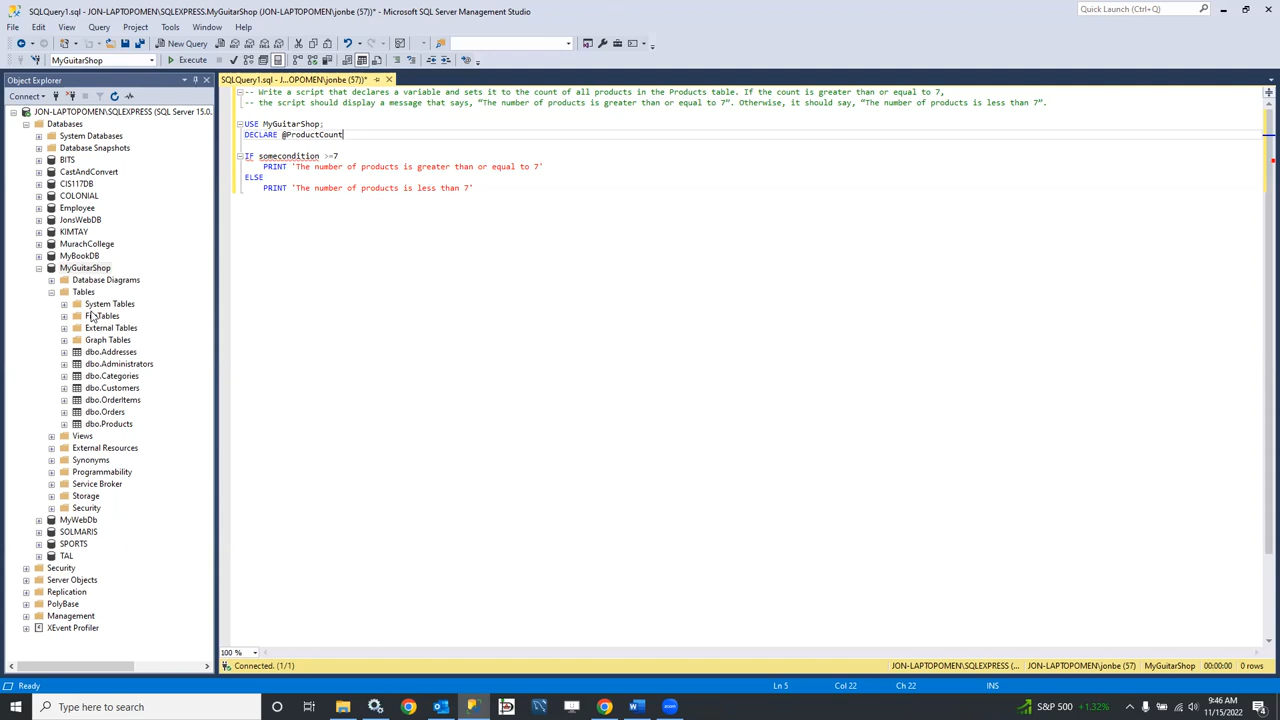 SQLQuery1.sql - JON-LAPTOPOMEN\SQLEXPRESS.MyGuitarShop (JON-LAPTOPOMEN\jonbe (57))* - Microsoft SQL Server Management Studio
Quick Launch (Ctrl+Q)
File Edit View Query Project Tools Window Help
New Query
MyGuitarShop Execute
Object Explorer
SQLQuery1.sql - J...OPOMEN\jonbe (57))*
Connect
JON-LAPTOPOMEN\SQLEXPRESS (SQL Server 15.0.
Databases
System Databases
Database Snapshots
BITS
CastAndConvert
CIS117DB
COLONIAL
Employee
JonsWebDB
KIMTAY
MurachCollege
MyBookDB
MyGuitarShop
Database Diagrams
Tables
System Tables
External Tables
Graph Tables
dbo.Addresses
dbo.Administrators
dbo.Categories
dbo.Customers
dbo.OrderItems
dbo.Orders
dbo.Products
Views
External Resources
Synonyms
Programmability
Service Broker
Storage
Security
MyWebDb
SOLMARIS
SPORTS
TAL
Security
Server Objects
Replication
PolyBase
Management
XEvent Profiler
-- Write a script that declares a variable and sets it to the count of all products in the Products table. If the count is greater than or equal to 7,
-- the script should display a message that says, “The number of products is greater than or equal to 7”. Otherwise, it should say, “The number of products is less than 7”.
USE MyGuitarShop;
DECLARE @ProductCount
IF somecondition >=7
PRINT 'The number of products is greater than or equal to 7'
ELSE
PRINT 'The number of products is less than 7'
100 %
Connected. (1/1) JON-LAPTOPOMEN\SQLEXPRESS (... JON-LAPTOPOMEN\jonbe (57) MyGuitarShop 00:00:00 0 rows
Ready Ln 5 Col 22 Ch 22 INS
Type here to search
S&P 500 +1.32%
9:46 AM
11/15/2022